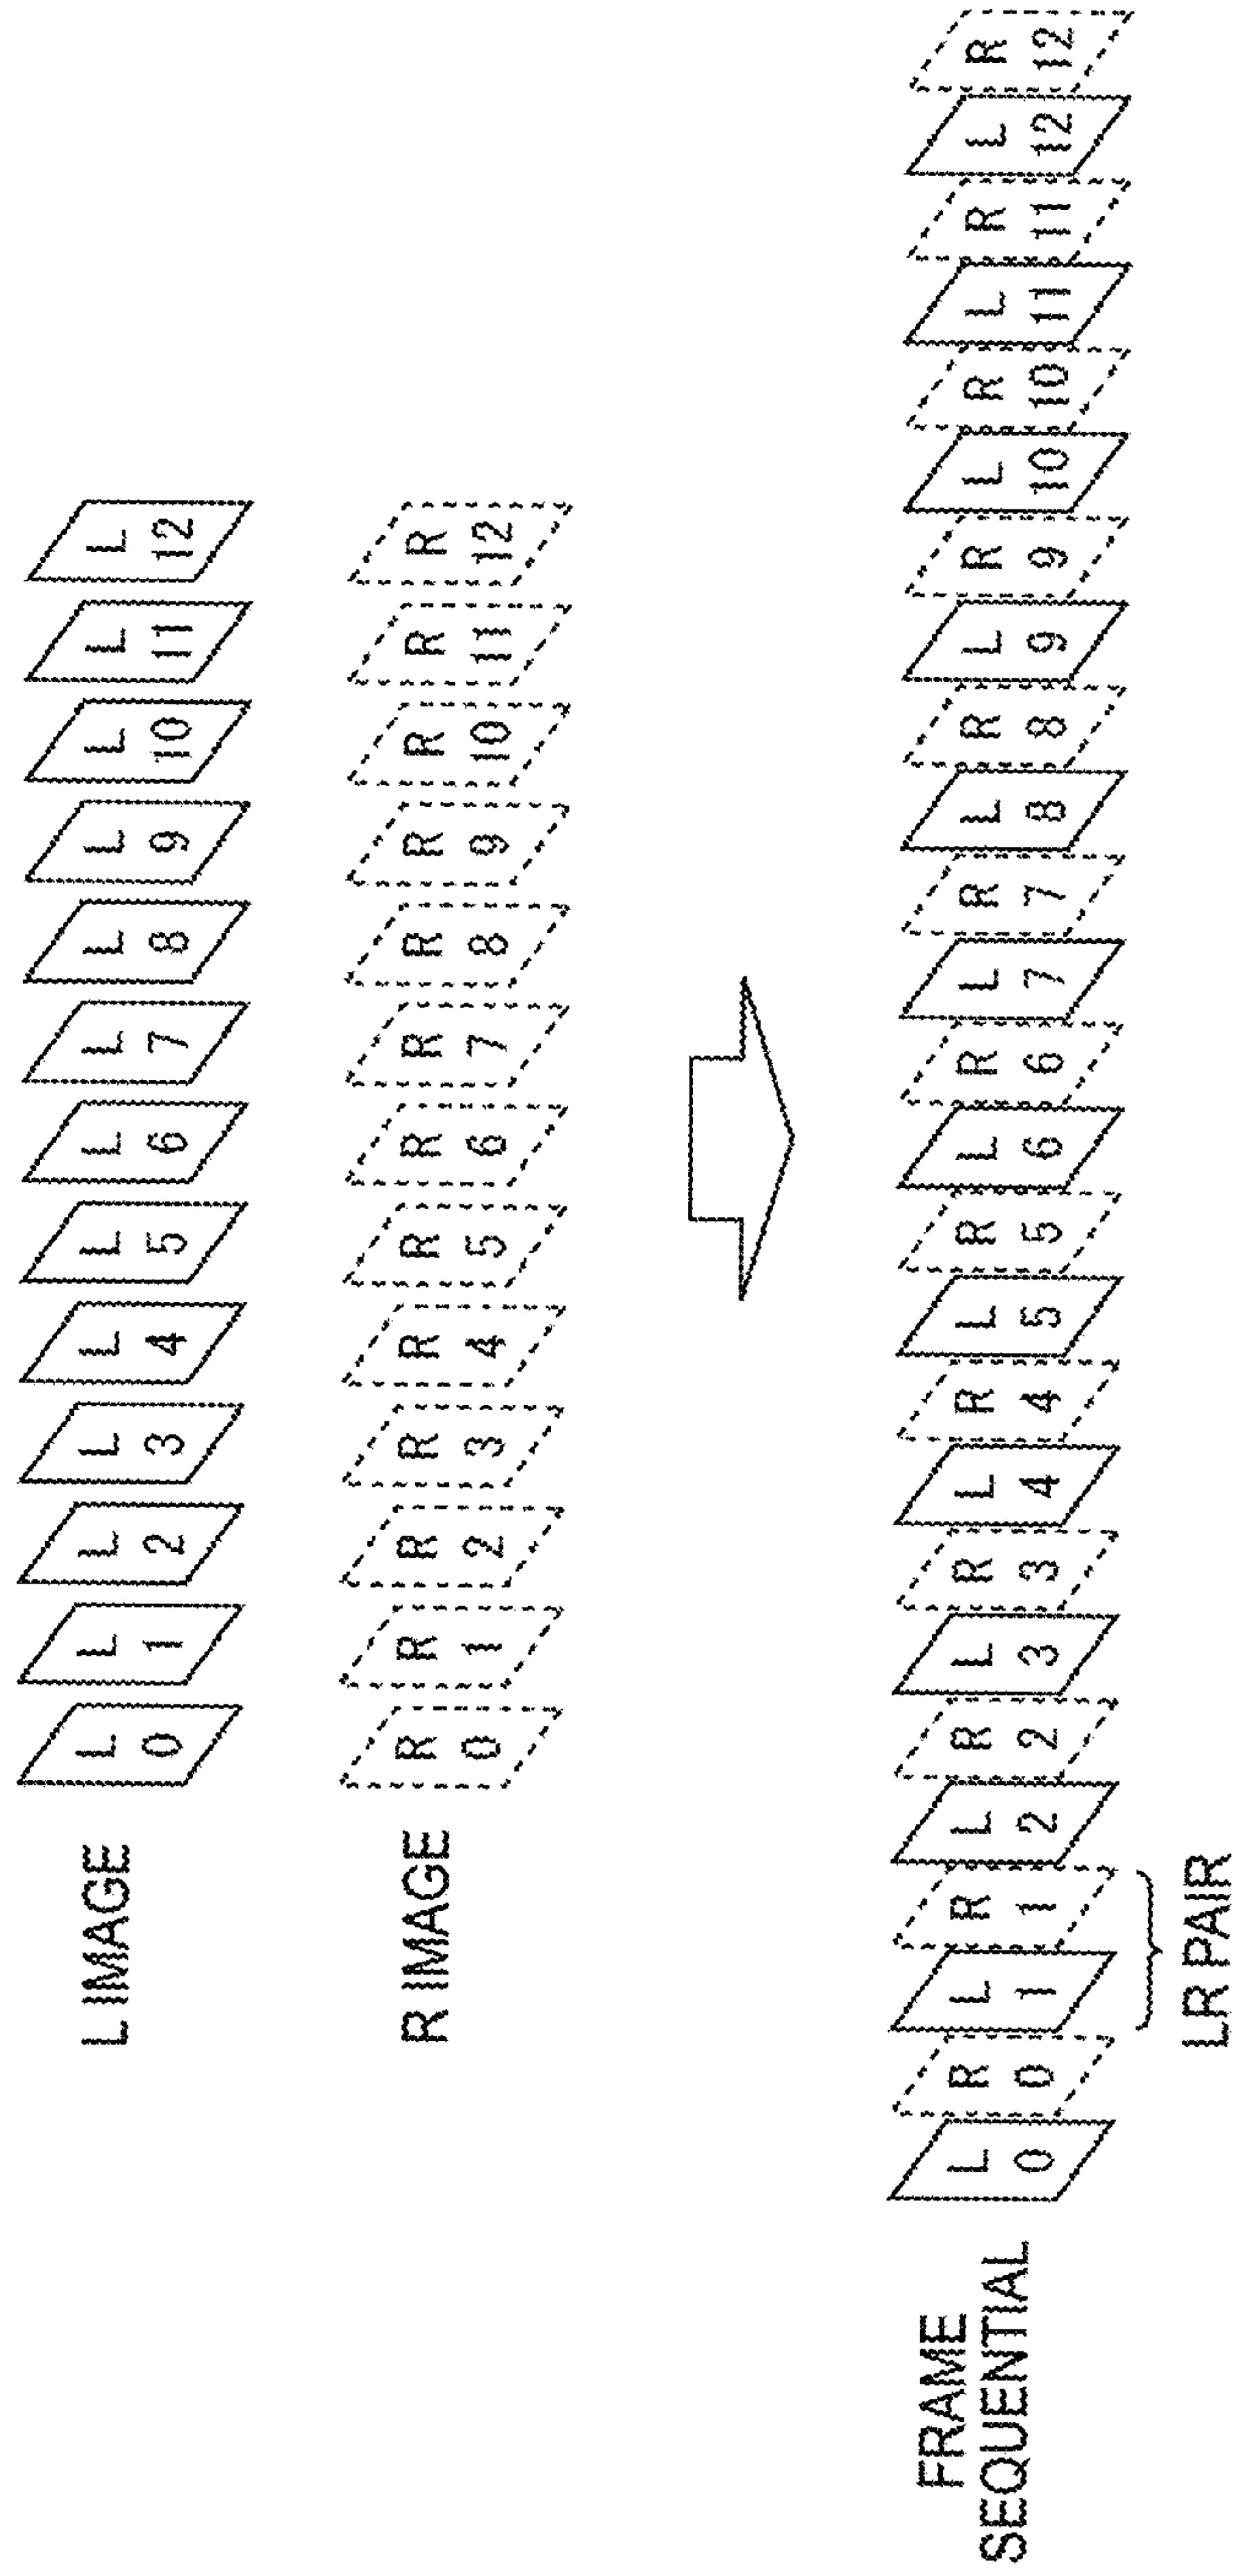 L IMAGE
L 0 L 1 L 2 L 3 L 4 L 5 L 6 L 7 L 8 L 9 L 10 L 11 L 12
R IMAGE
R 0 R 1 R 2 R 3 R 4 R 5 R 6 R 7 R 8 R 9 R 10 R 11 R 12
FRAME
SEQUENTIAL
L 0 R 0 L 1 R 1 L 2 R 2 L 3 R 3 L 4 R 4 L 5 R 5 L 6 R 6 L 7 R 7 L 8 R 8 L 9 R 9 L 10 R 10 L 11 R 11 L 12 R 12
LR PAIR